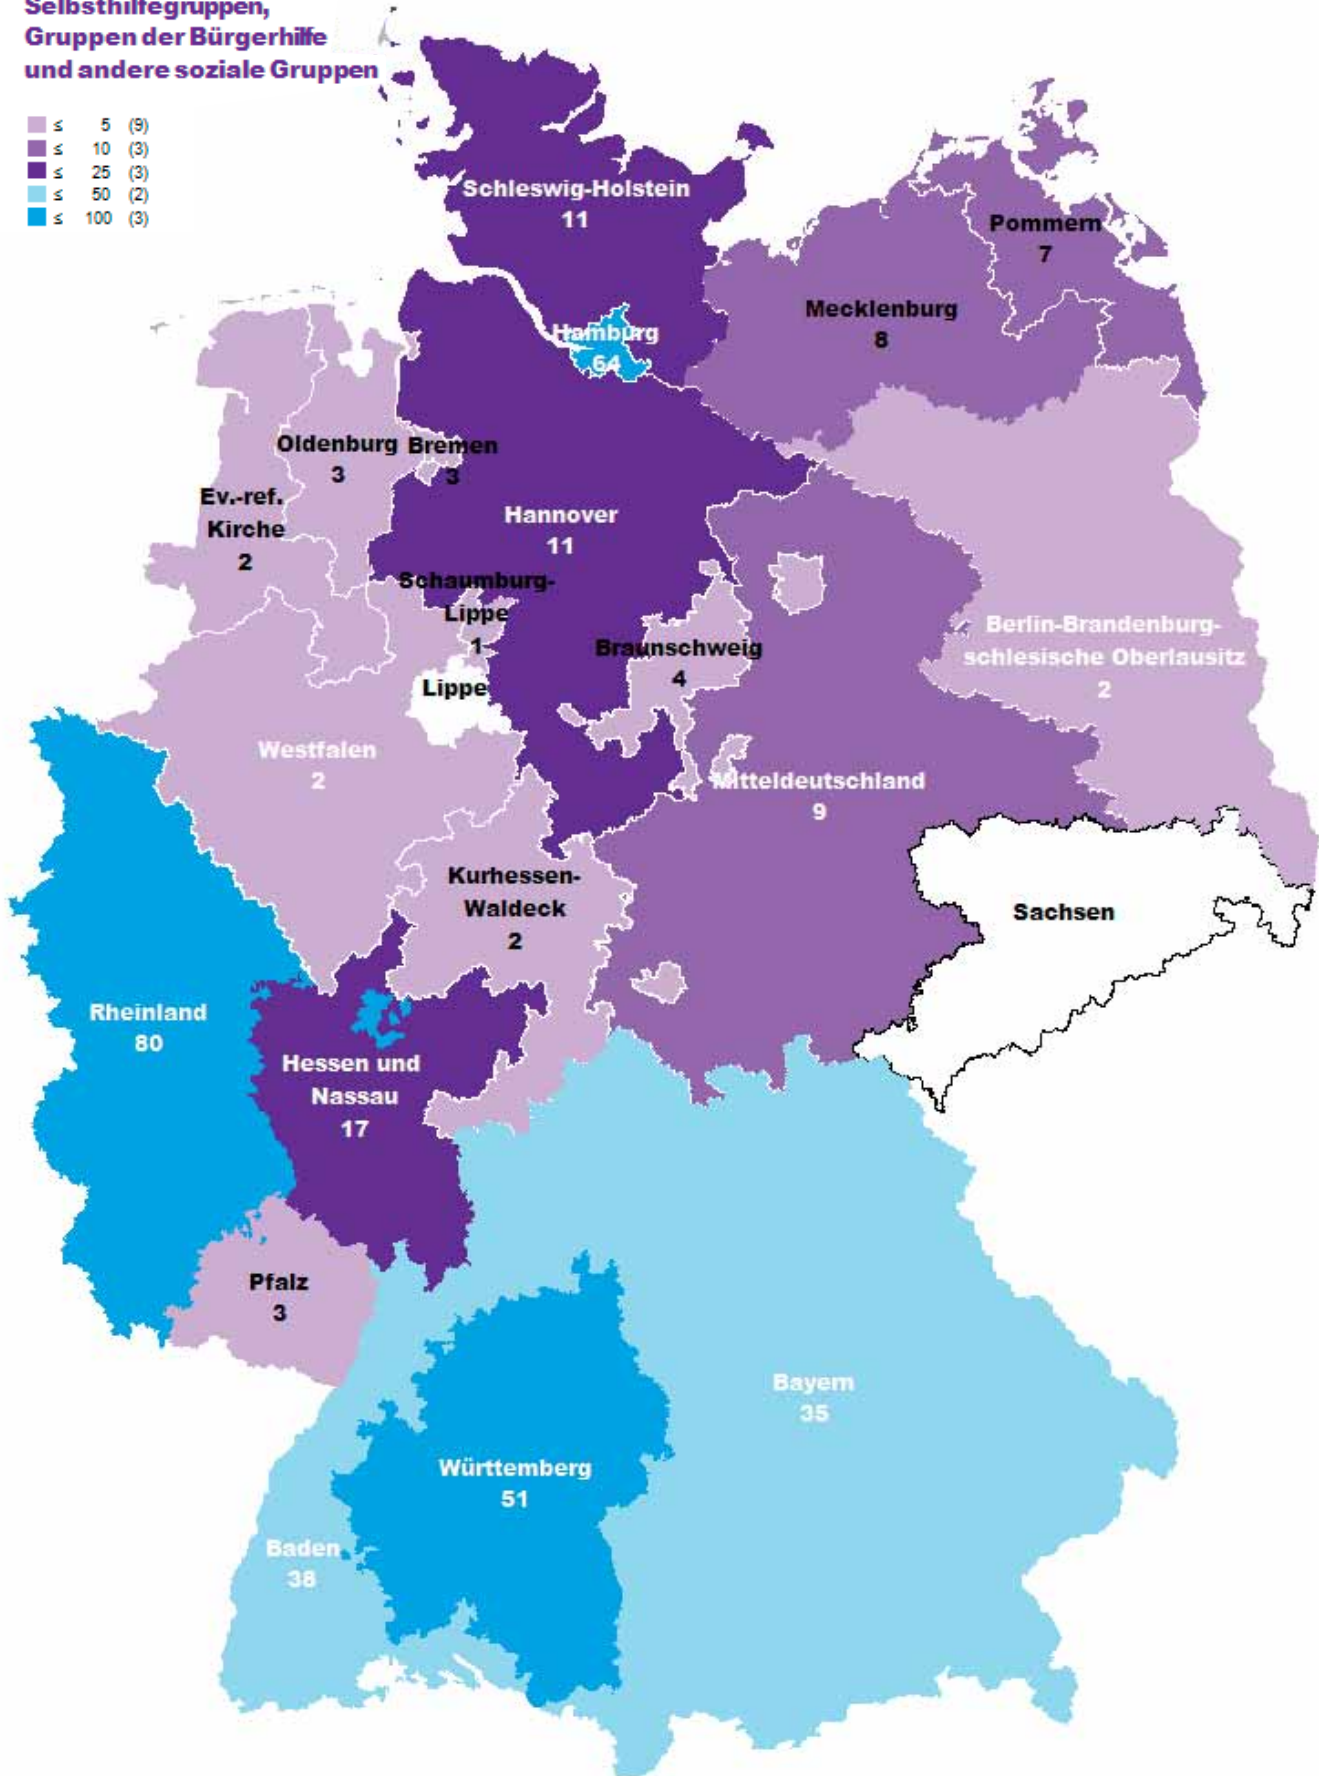 Selbsthilfegruppen,
Gruppen der Bürgerhilfe
und andere soziale Gruppen
≤ 5 (9)
≤ 10 (3)
≤ 25 (3)
≤ 50 (2)
≤ 100 (3)
Schleswig-Holstein
11
Pommern
7
Mecklenburg
8
Hamburg
64
Oldenburg
3
Bremen
3
Ev.-ref.
Kirche
2
Hannover
11
Schaumburg-
Lippe
1
Braunschweig
4
Berlin-Brandenburg-
schlesische Oberlausitz
2
Lippe
Westfalen
2
Mitteldeutschland
9
Kurhessen-
Waldeck
2
Sachsen
Rheinland
80
Hessen und
Nassau
17
Pfalz
3
Bayern
35
Württemberg
51
Baden
38